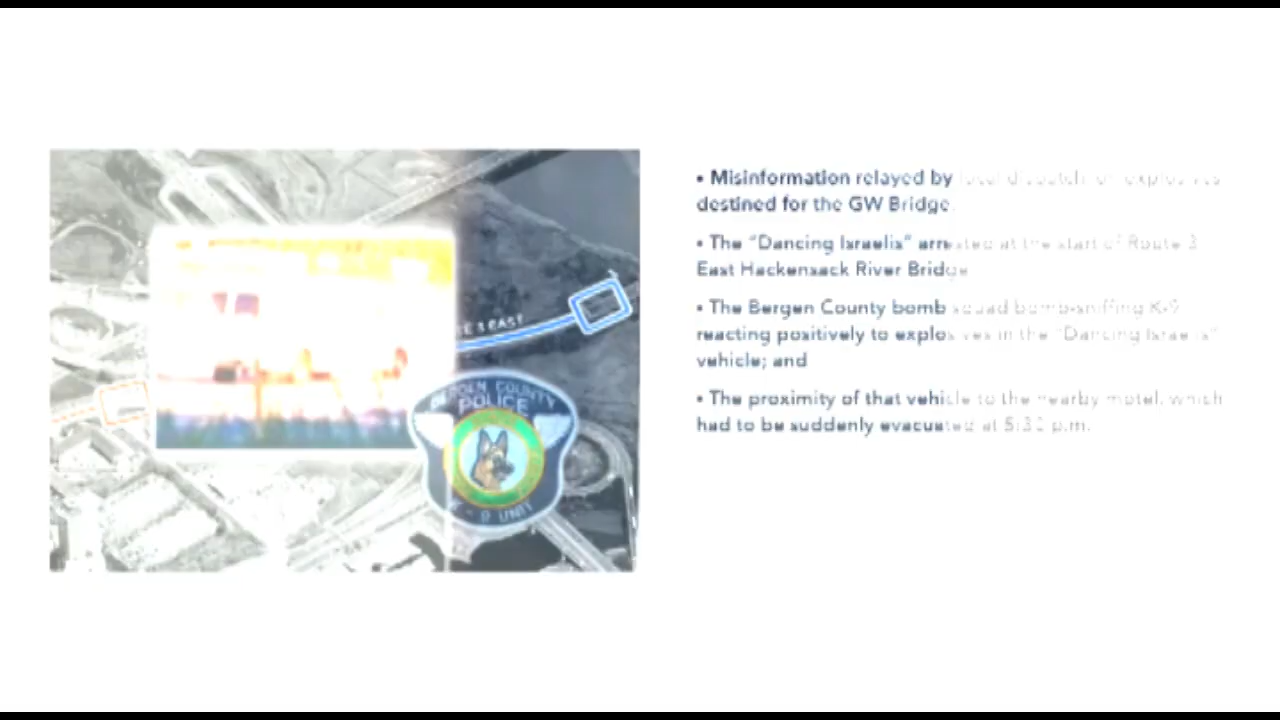 • Misinformation relayed by local dispatch of explosives
destined for the GW Bridge.
• The "Dancing Israelis" arrested at the start of Route 3
East Hackensack River Bridge
• The Bergen County bomb squad bomb-sniffing K-9
reacting positively to explosives in the "Dancing Israelis"
vehicle; and
• The proximity of that vehicle to the nearby motel, which
had to be suddenly evacuated at p.m.
EAST
BERGEN COUNTY
POLICE
K-9 UNIT